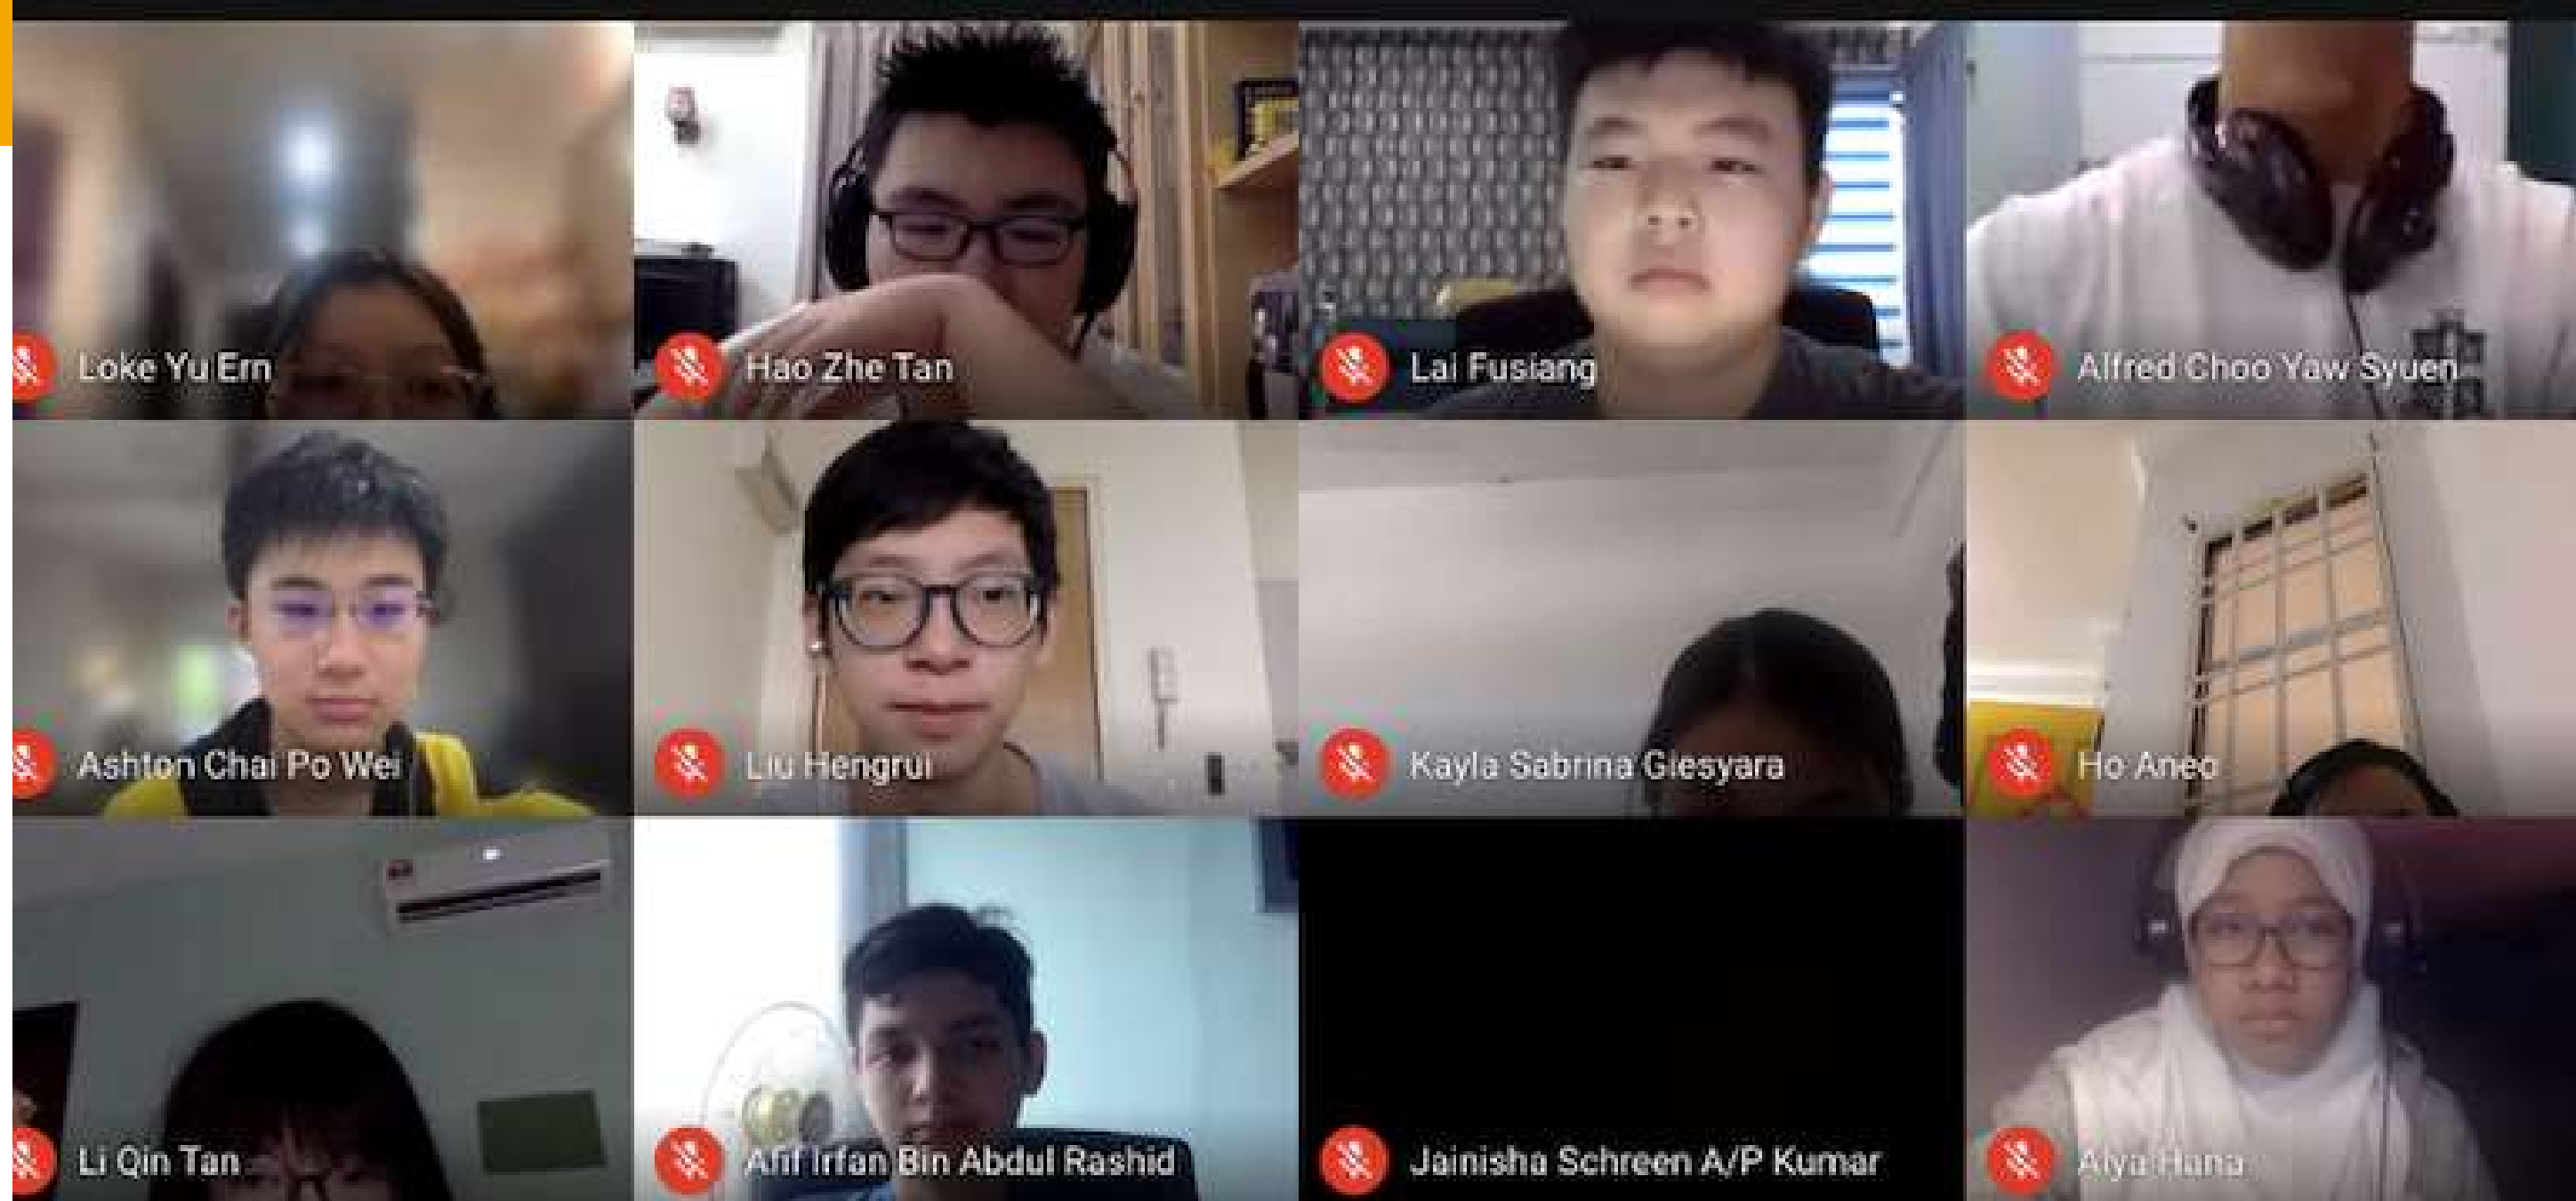 Loke Yu Ern
Hao Zhe Tan
Lai Fusiang
Alfred Choo Yaw Syuen
Ashton Chai Po Wei
Liu Hengrui
Kayla Sabrina Giesyara
Ho Aneo
Li Qin Tan
Afif Irfan Bin Abdul Rashid
Jainisha Schreen A/P Kumar
Alya Hana